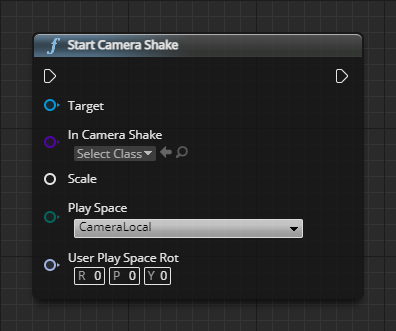 f Start Camera Shake
Target
In Camera Shake
Select Class
Scale
Play Space
CameraLocal
User Play Space Rot
R 0 P 0 Y 0